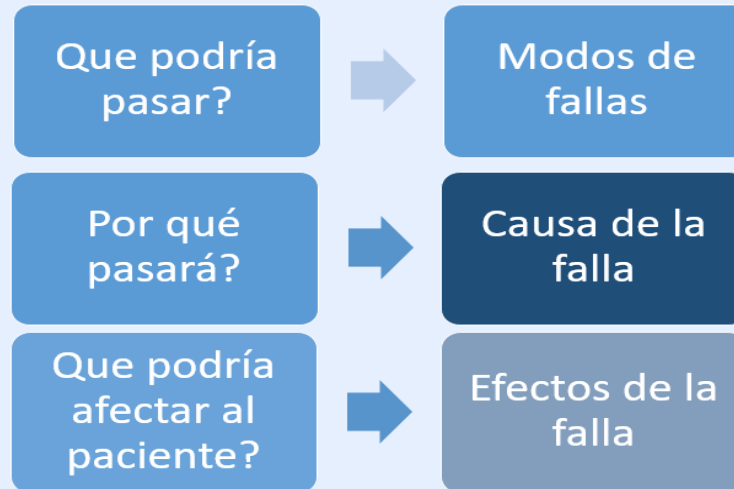 Que podría
pasar?
Modos de
fallas
Por qué
pasará?
Causa de la
falla
Que podría
afectar al
paciente?
Efectos de la
falla